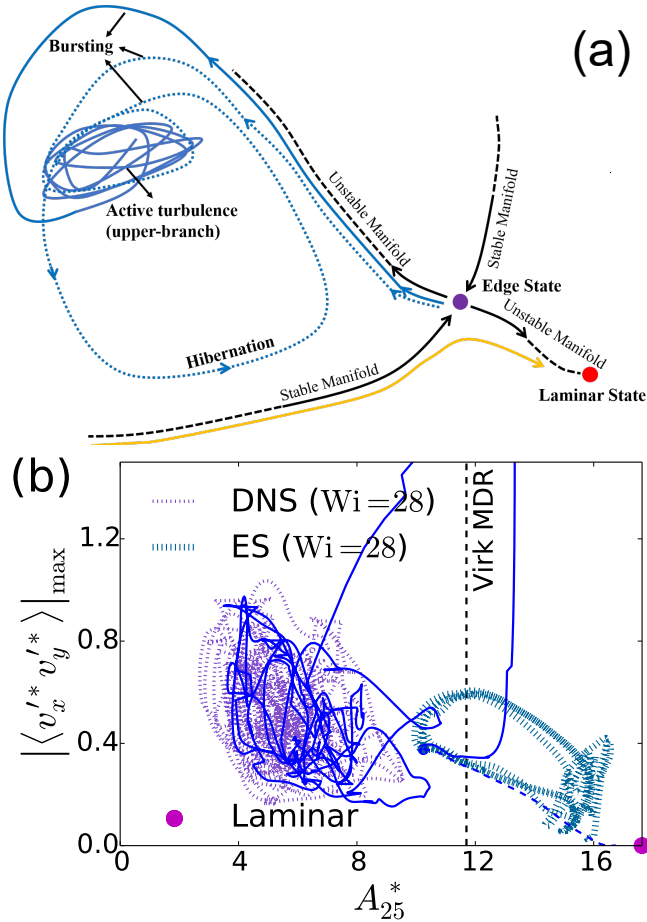 (a)
Bursting
Active turbulence
(upper-branch)
Unstable Manifold
Stable Manifold
Edge State
Unstable Manifold
Hibernation
Stable Manifold
Laminar State
(b)
DNS (Wi = 28)
ES (Wi = 28)
Virk MDR
1.2
0.8
0.4
0.0
|⟨v′*ₓ v′*ᵧ⟩|max
Laminar
0 4 8 12 16
A₂₅*